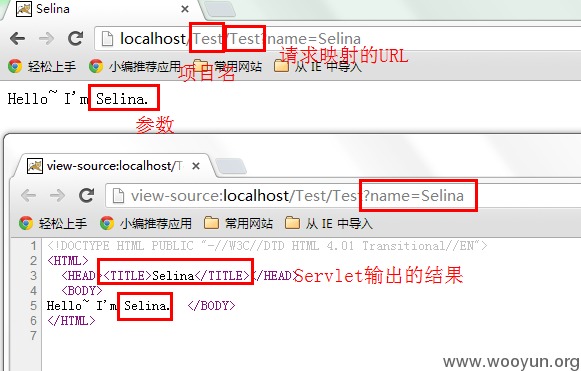 Selina
localhost/Test/Test?name=Selina
请求映射的URL
轻松上手 小编推荐应用 常用网站 从 IE 中导入
项目名
Hello~ I'm Selina.
参数
view-source:localhost/T
view-source:localhost/Test/Test?name=Selina
轻松上手 小编推荐应用 常用网站 从 IE 中导入
1 <!DOCTYPE HTML PUBLIC "-//W3C//DTD HTML 4.01 Transitional//EN">
2 <HTML>
3 <HEAD><TITLE>Selina</TITLE></HEAD>
Servlet输出的结果
4 <BODY>
5 Hello~ I'm Selina. </BODY>
6 </HTML>
7
www.wooyun.org